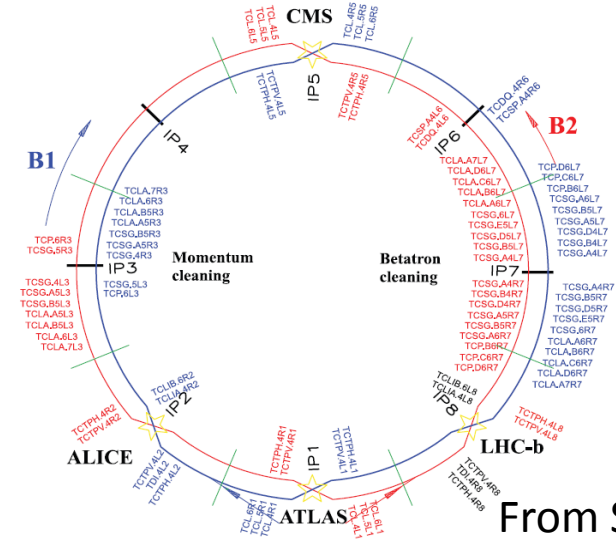 CMS
TCL.6L5
TCL.5L5
TCL.4L5
TCL.4R5
TCL.5R5
TCL.6R5
TCTPV.4L5
TCTPH.4L5
IP5
TCTPV.4R5
TCTPH.4R5
IP4
TCSP.A4L6
TCDQ.4L6
IP6
TCDQ.4R6
TCSP.A4R6
B1
B2
TCLA.7R3
TCLA.6R3
TCLA.B5R3
TCLA.A5R3
TCSG.B5R3
TCSG.A5R3
TCSG.4R3
TCP.6R3
TCSG.5R3
IP3
TCSG.5L3
TCP.6L3
TCSG.4L3
TCSG.A5L3
TCSG.B5L3
TCLA.A5L3
TCLA.B5L3
TCLA.6L3
TCLA.7L3
Momentum
cleaning
Betatron
cleaning
TCLA.A7L7
TCLA.D6L7
TCLA.C6L7
TCLA.B6L7
TCLA.A6L7
TCSG.6L7
TCSG.E5L7
TCSG.D5L7
TCSG.B5L7
TCSG.A4L7
TCP.D6L7
TCP.C6L7
TCP.B6L7
TCSG.A6L7
TCSG.B5L7
TCSG.A5L7
TCSG.D4L7
TCSG.B4L7
TCSG.A4L7
IP7
TCSG.A4R7
TCSG.B4R7
TCSG.D4R7
TCSG.A5R7
TCSG.B5R7
TCSG.A6R7
TCP.B6R7
TCP.C6R7
TCP.D6R7
TCSG.A4R7
TCSG.B5R7
TCSG.D5R7
TCSG.E5R7
TCSG.6R7
TCLA.A6R7
TCLA.B6R7
TCLA.C6R7
TCLA.D6R7
TCLA.A7R7
TCLIB.6R2
TCLIA.4R2
IP2
TCTPH.4R2
TCTPV.4R2
ALICE
TCTPV.4L2
TDI.4L2
TCTPH.4L2
TCLIB.6L8
TCLIA.4L8
IP8
TCTPH.4L8
TCTPV.4L8
LHC-b
TCTPV.4R8
TDI.4R8
TCTPH.4R8
TCTPH.4R1
TCTPV.4R1
IP1
TCTPH.4L1
TCTPV.4L1
TCL.6R1
TCL.5R1
TCL.4R1
ATLAS
TCL.6L1
TCL.5L1
TCL.4L1
From S